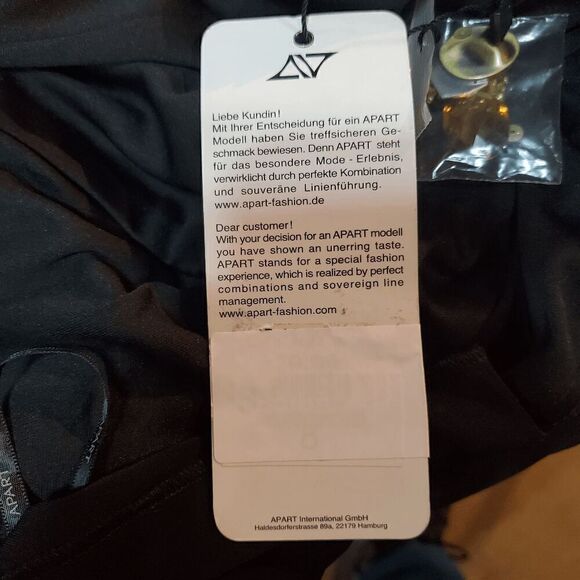 Liebe Kundin!
Mit Ihrer Entscheidung für ein APART
Modell haben Sie treffsicheren Ge-
schmack bewiesen. Denn APART steht
für das besondere Mode - Erlebnis,
verwirklicht durch perfekte Kombination
und souveräne Linienführung.
www.apart-fashion.de
Dear customer!
With your decision for an APART modell
you have shown an unerring taste.
APART stands for a special fashion
experience, which is realized by perfect
combinations and sovereign line
management.
www.apart-fashion.com
APART International GmbH
Haldesdorferstrasse 89a, 22179 Hamburg
APART